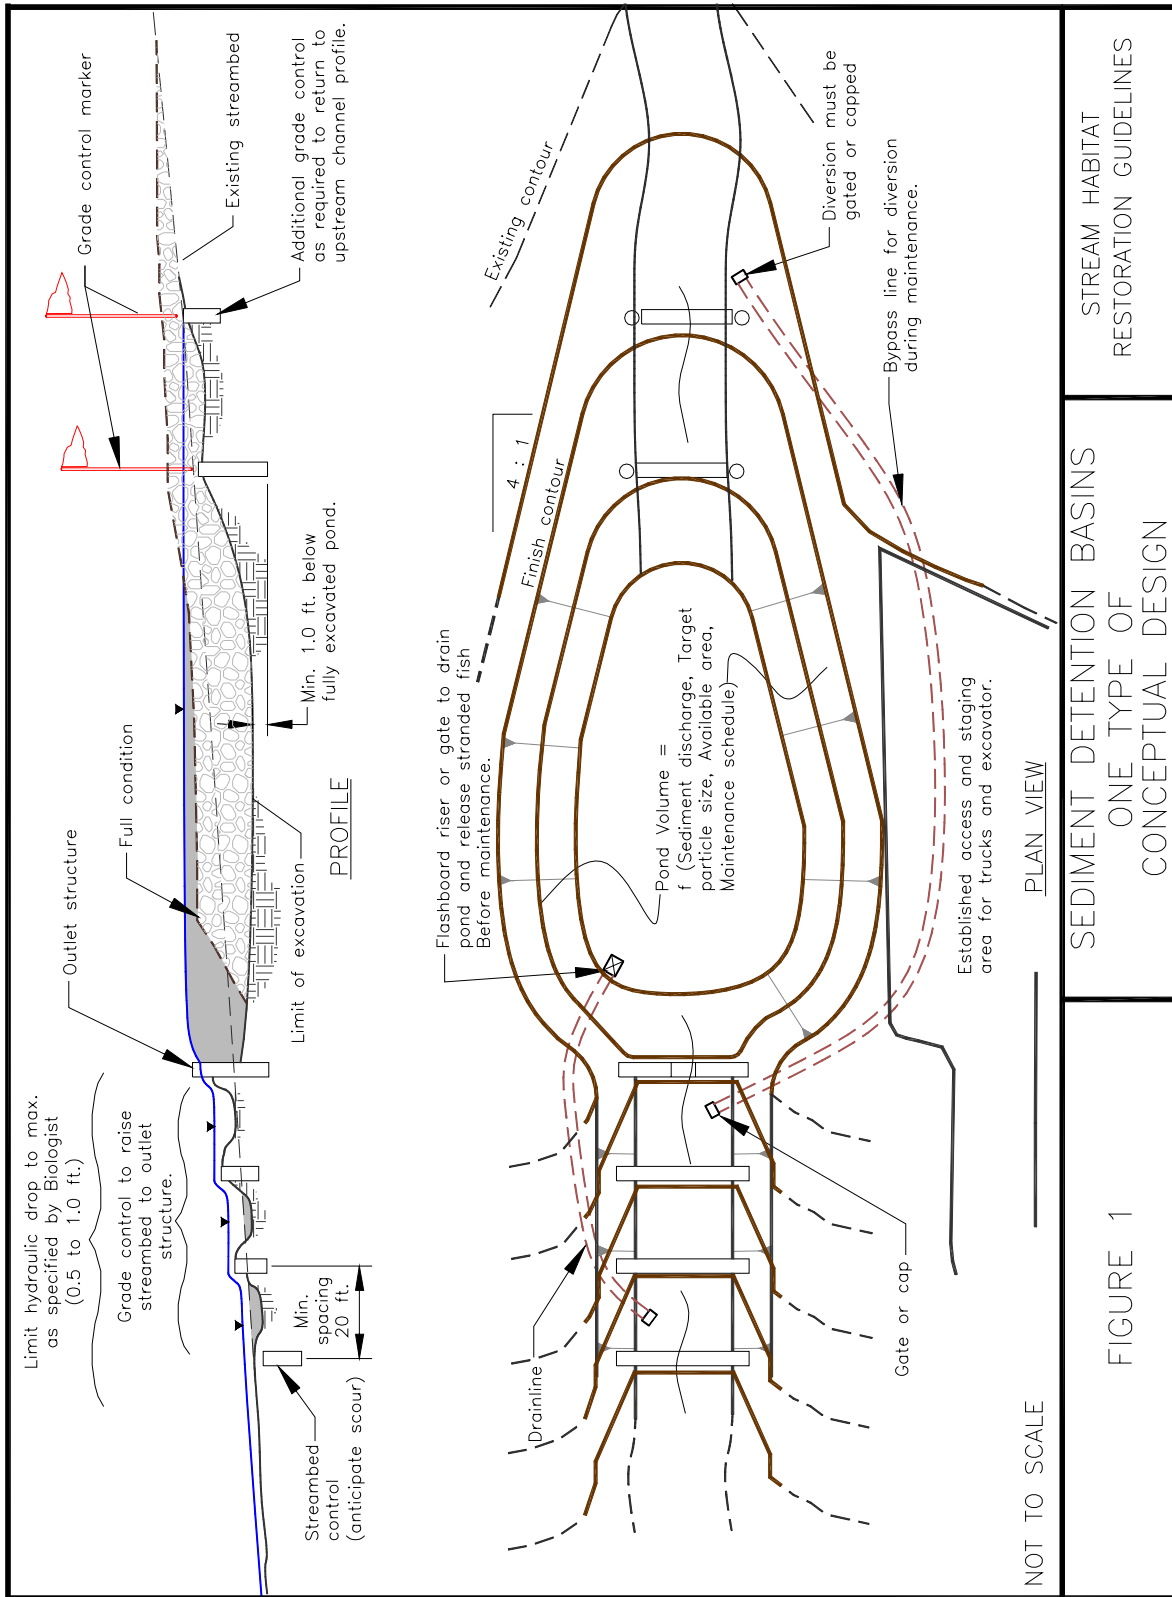 Limit hydraulic drop to max.
as specified by Biologist
(0.5 to 1.0 ft.)
Grade control to raise
streambed to outlet
structure.
Outlet structure
Full condition
Grade control marker
Existing streambed
Additional grade control
as required to return to
upstream channel profile.
Min. 1.0 ft. below
fully excavated pond.
Limit of excavation
Min.
spacing
20 ft.
Streambed
control
(anticipate scour)
PROFILE
Existing contour
4 : 1
Finish contour
Flashboard riser or gate to drain
pond and release stranded fish
Before maintenance.
Pond Volume =
f (Sediment discharge, Target
particle size, Available area,
Maintenance schedule)
Diversion must be
gated or capped
Bypass line for diversion
during maintenance.
Drainline
Gate or cap
Established access and staging
area for trucks and excavator.
PLAN VIEW
NOT TO SCALE
FIGURE 1
SEDIMENT DETENTION BASINS
ONE TYPE OF
CONCEPTUAL DESIGN
STREAM HABITAT
RESTORATION GUIDELINES